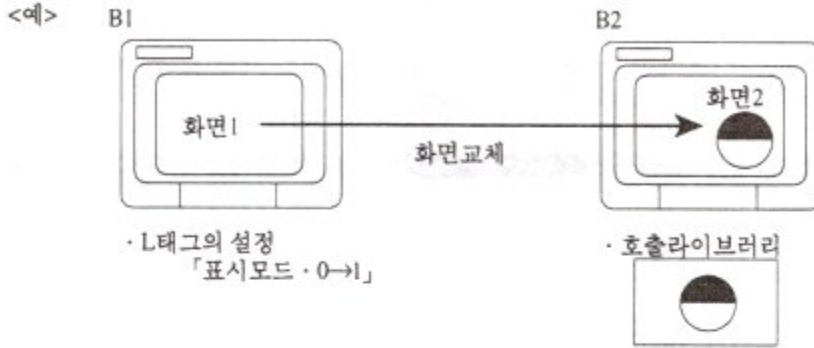 <예>
B1
B2
화면1
화면2
화면교체
· L태그의 설정
「표시모드 · 0→1」
· 호출라이브러리